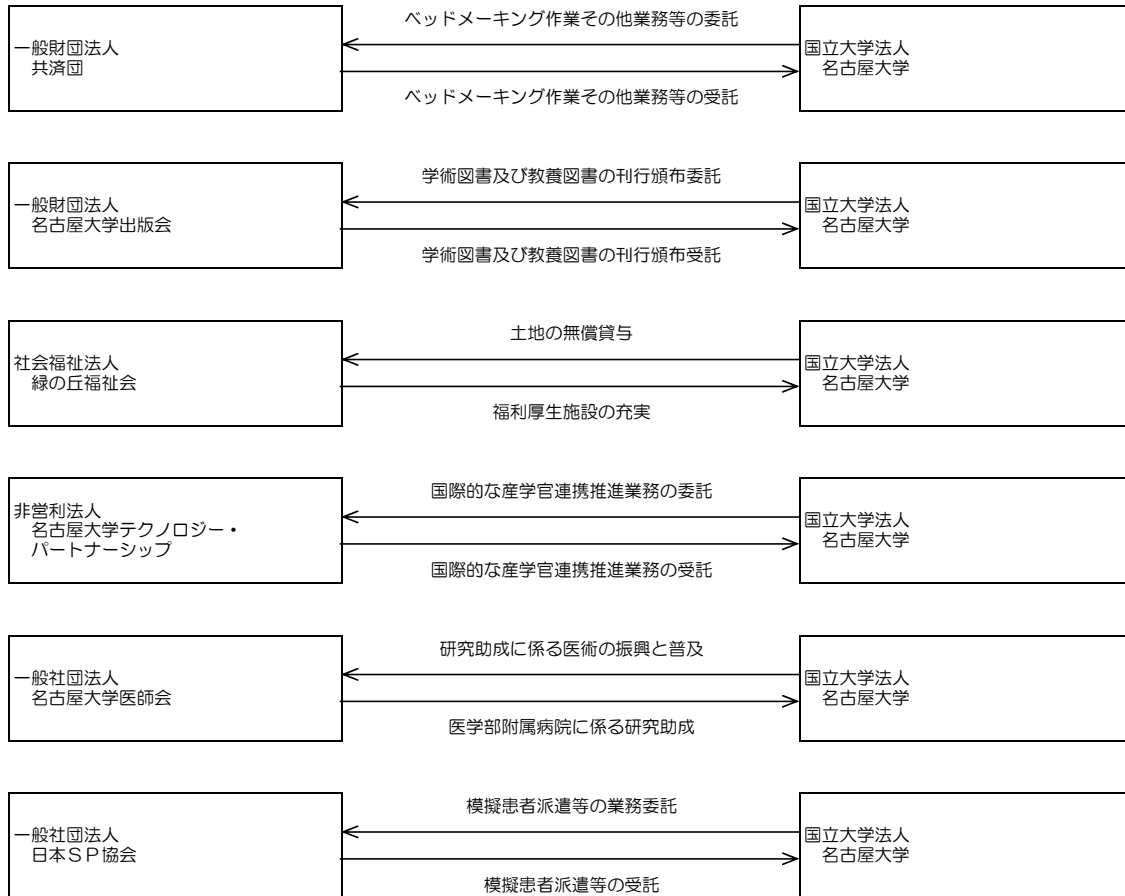 ベッドメーキング作業その他業務等の委託
一般財団法人
共済団
国立大学法人
名古屋大学
ベッドメーキング作業その他業務等の受託
学術図書及び教養図書の刊行頒布委託
一般財団法人
名古屋大学出版会
国立大学法人
名古屋大学
学術図書及び教養図書の刊行頒布受託
土地の無償貸与
社会福祉法人
緑の丘福祉会
国立大学法人
名古屋大学
福利厚生施設の充実
国際的な産学官連携推進業務の委託
非営利法人
名古屋大学テクノロジー・
パートナーシップ
国立大学法人
名古屋大学
国際的な産学官連携推進業務の受託
研究助成に係る医術の振興と普及
一般社団法人
名古屋大学医師会
国立大学法人
名古屋大学
医学部附属病院に係る研究助成
模擬患者派遣等の業務委託
一般社団法人
日本SP協会
国立大学法人
名古屋大学
模擬患者派遣等の受託